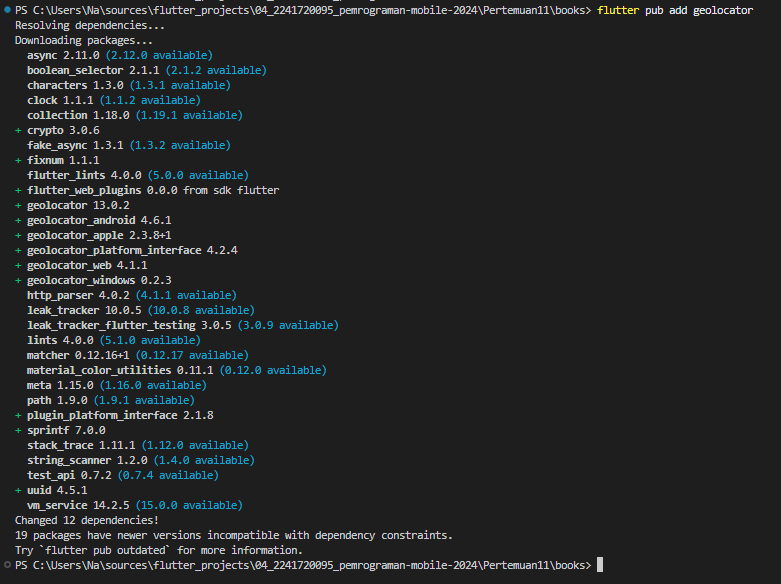 PS C:\Users\Na\sources\flutter_projects\04_2241720095_pemrograman-mobile-2024\Pertemuan11\books> flutter pub add geolocator
Resolving dependencies...
Downloading packages...
  async 2.11.0 (2.12.0 available)
  boolean_selector 2.1.1 (2.1.2 available)
  characters 1.3.0 (1.3.1 available)
  clock 1.1.1 (1.1.2 available)
  collection 1.18.0 (1.19.1 available)
+ crypto 3.0.6
  fake_async 1.3.1 (1.3.2 available)
+ fixnum 1.1.1
  flutter_lints 4.0.0 (5.0.0 available)
+ flutter_web_plugins 0.0.0 from sdk flutter
+ geolocator 13.0.2
+ geolocator_android 4.6.1
+ geolocator_apple 2.3.8+1
+ geolocator_platform_interface 4.2.4
+ geolocator_web 4.1.1
+ geolocator_windows 0.2.3
  http_parser 4.0.2 (4.1.1 available)
  leak_tracker 10.0.5 (10.0.8 available)
  leak_tracker_flutter_testing 3.0.5 (3.0.9 available)
  lints 4.0.0 (5.1.0 available)
  matcher 0.12.16+1 (0.12.17 available)
  material_color_utilities 0.11.1 (0.12.0 available)
  meta 1.15.0 (1.16.0 available)
  path 1.9.0 (1.9.1 available)
+ plugin_platform_interface 2.1.8
+ sprintf 7.0.0
  stack_trace 1.11.1 (1.12.0 available)
  string_scanner 1.2.0 (1.4.0 available)
  test_api 0.7.2 (0.7.4 available)
+ uuid 4.5.1
  vm_service 14.2.5 (15.0.0 available)
Changed 12 dependencies!
19 packages have newer versions incompatible with dependency constraints.
Try `flutter pub outdated` for more information.
PS C:\Users\Na\sources\flutter_projects\04_2241720095_pemrograman-mobile-2024\Pertemuan11\books>